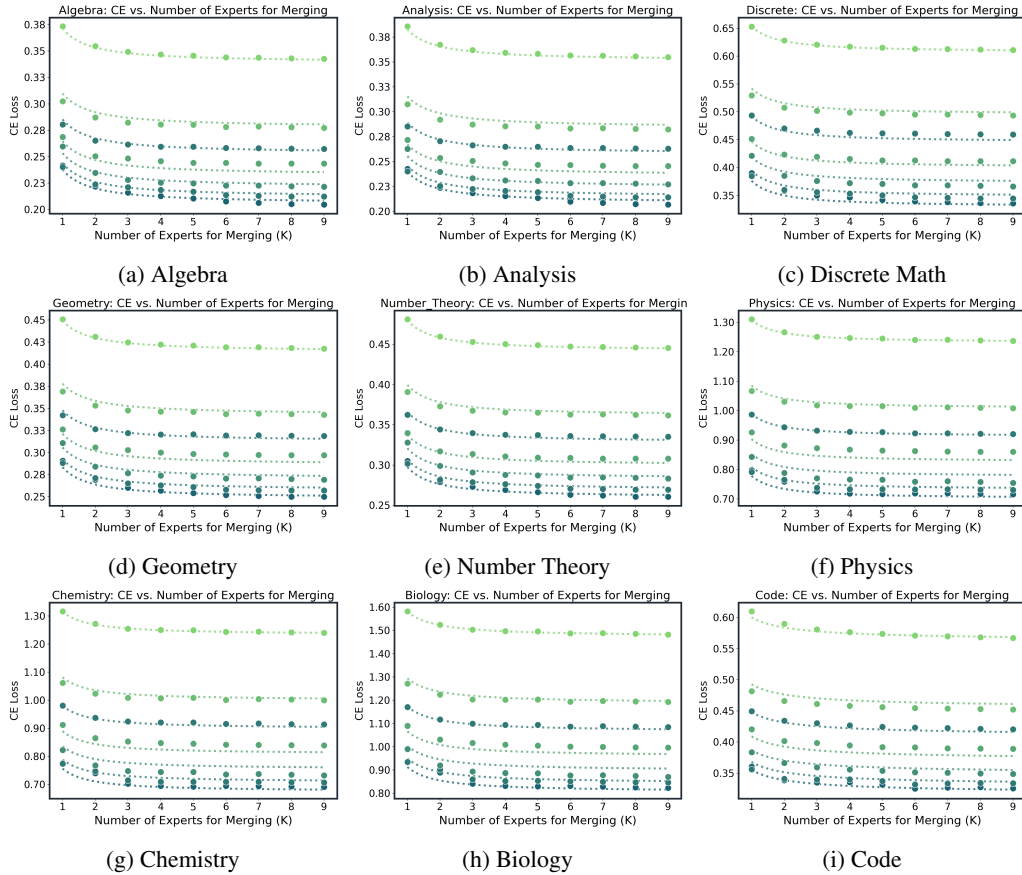 Algebra: CE vs. Number of Experts for Merging
CE Loss
0.38
0.35
0.33
0.30
0.28
0.25
0.23
0.20
1 2 3 4 5 6 7 8 9
Number of Experts for Merging (K)
(a) Algebra
Analysis: CE vs. Number of Experts for Merging
CE Loss
0.38
0.35
0.33
0.30
0.28
0.25
0.23
0.20
1 2 3 4 5 6 7 8 9
Number of Experts for Merging (K)
(b) Analysis
Discrete: CE vs. Number of Experts for Merging
CE Loss
0.65
0.60
0.55
0.50
0.45
0.40
0.35
1 2 3 4 5 6 7 8 9
Number of Experts for Merging (K)
(c) Discrete Math
Geometry: CE vs. Number of Experts for Merging
CE Loss
0.45
0.43
0.40
0.38
0.35
0.33
0.30
0.28
0.25
1 2 3 4 5 6 7 8 9
Number of Experts for Merging (K)
(d) Geometry
Number_Theory: CE vs. Number of Experts for Mergin
CE Loss
0.45
0.40
0.35
0.30
0.25
1 2 3 4 5 6 7 8 9
Number of Experts for Merging (K)
(e) Number Theory
Physics: CE vs. Number of Experts for Merging
CE Loss
1.30
1.20
1.10
1.00
0.90
0.80
0.70
1 2 3 4 5 6 7 8 9
Number of Experts for Merging (K)
(f) Physics
Chemistry: CE vs. Number of Experts for Merging
CE Loss
1.30
1.20
1.10
1.00
0.90
0.80
0.70
1 2 3 4 5 6 7 8 9
Number of Experts for Merging (K)
(g) Chemistry
Biology: CE vs. Number of Experts for Merging
CE Loss
1.60
1.50
1.40
1.30
1.20
1.10
1.00
0.90
0.80
1 2 3 4 5 6 7 8 9
Number of Experts for Merging (K)
(h) Biology
Code: CE vs. Number of Experts for Merging
CE Loss
0.60
0.55
0.50
0.45
0.40
0.35
1 2 3 4 5 6 7 8 9
Number of Experts for Merging (K)
(i) Code